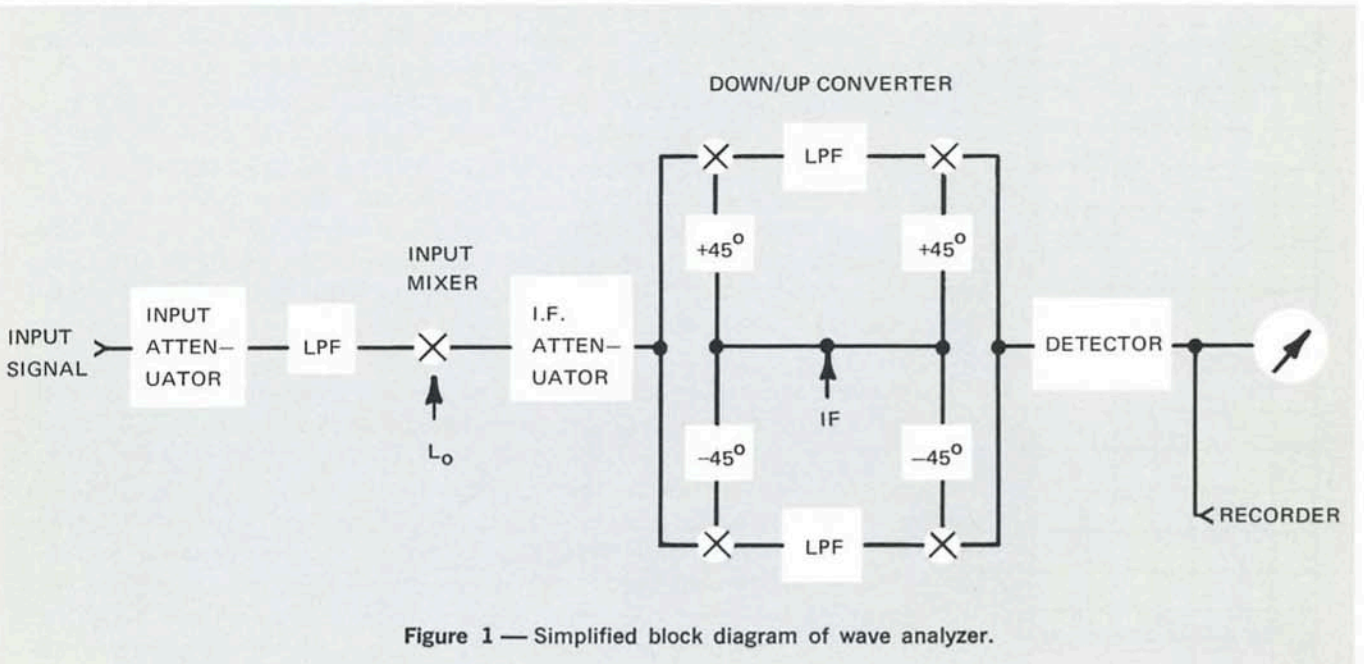 DOWN/UP CONVERTER
LPF
+45°
+45°
INPUT
MIXER
INPUT
SIGNAL
INPUT
ATTEN–
UATOR
LPF
I.F.
ATTEN–
UATOR
Lo
IF
DETECTOR
–45°
–45°
LPF
RECORDER
Figure 1 — Simplified block diagram of wave analyzer.